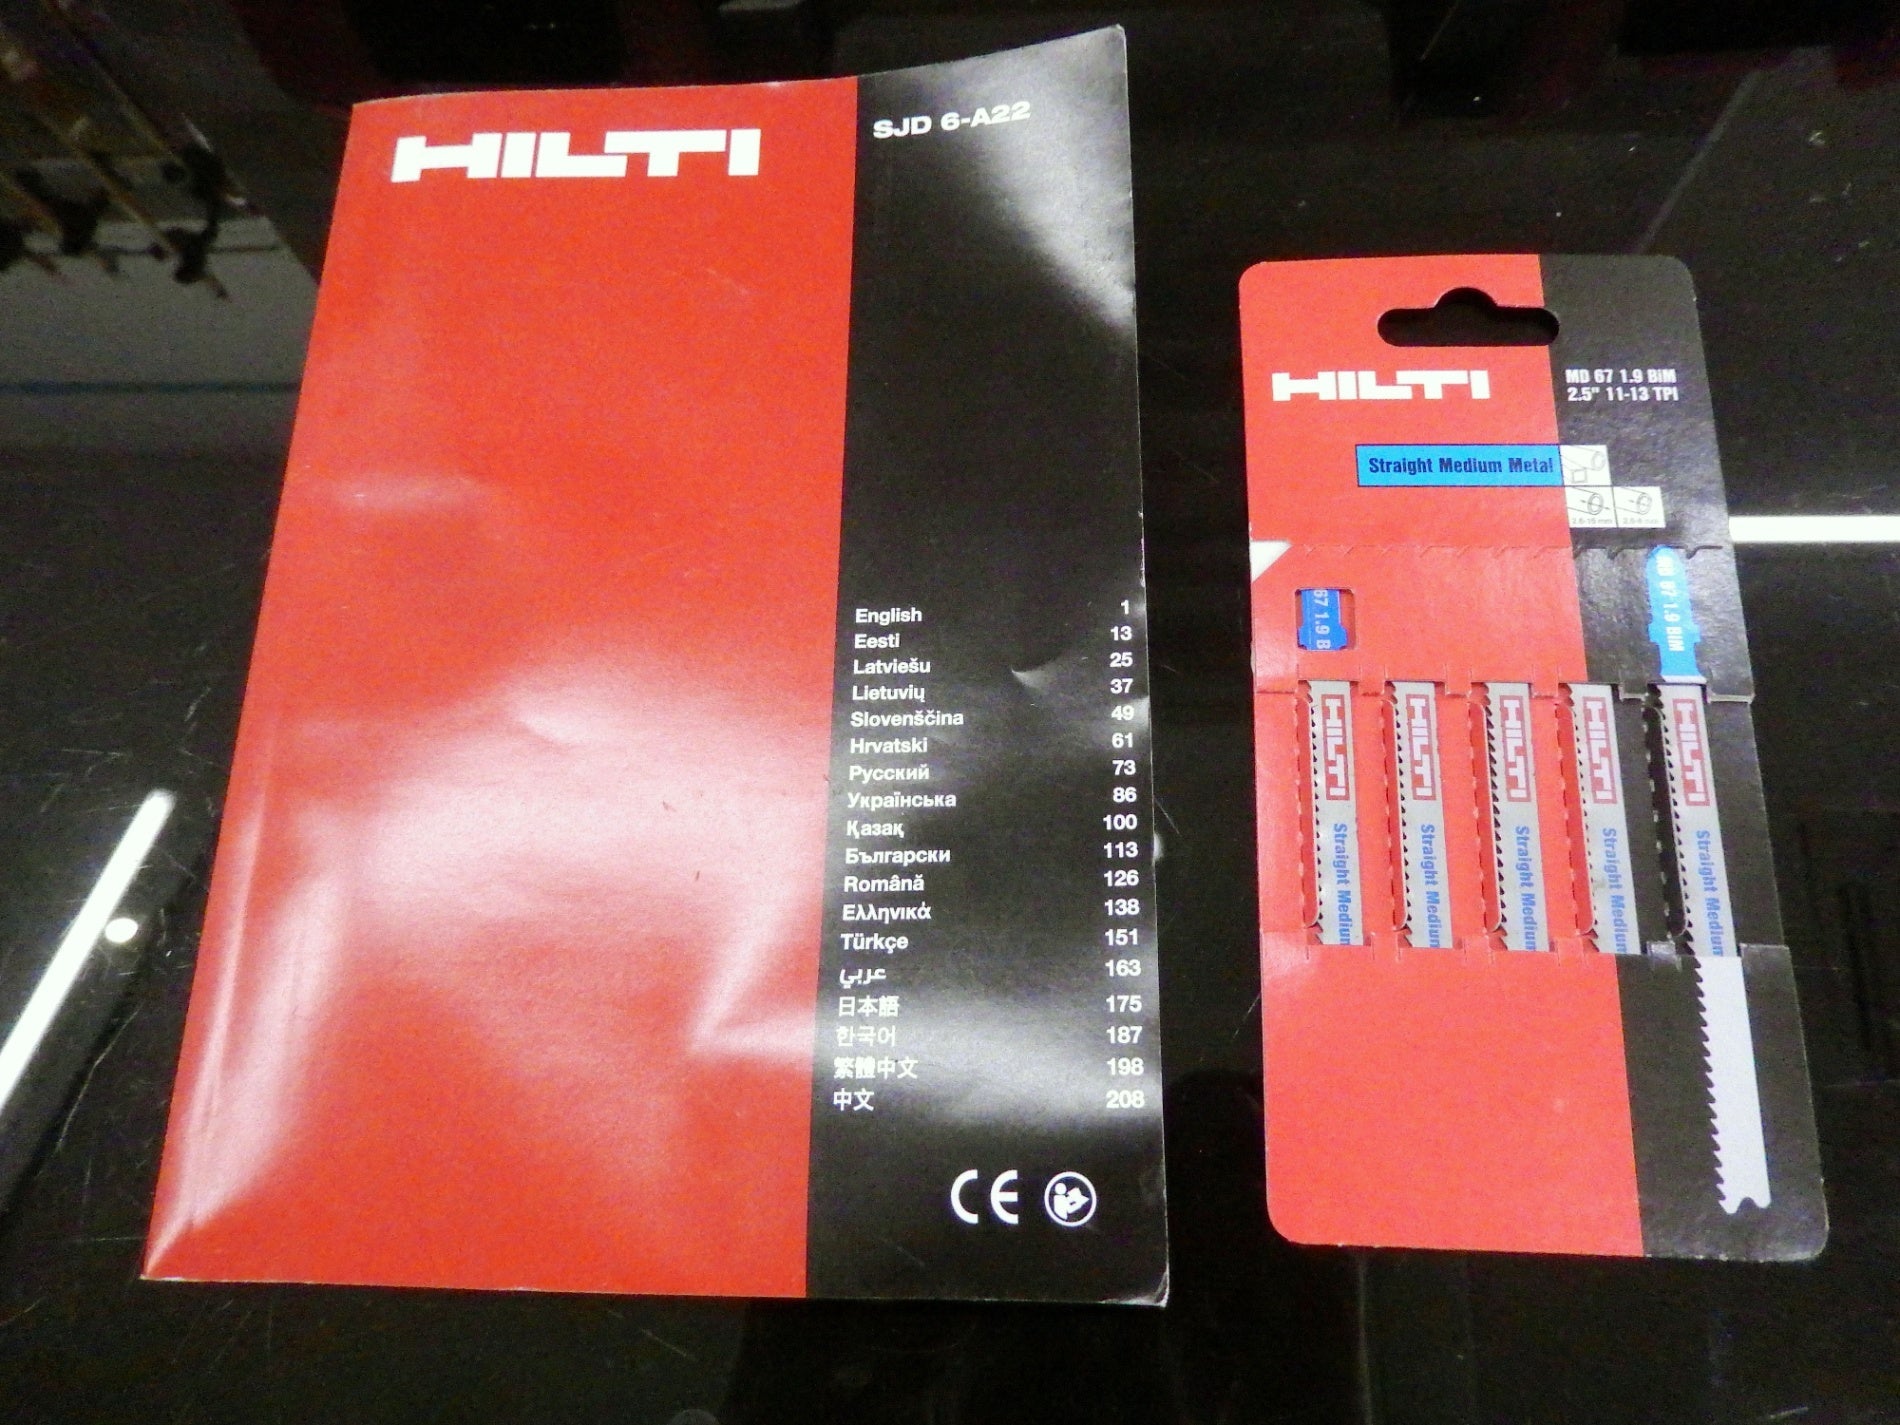 HILTI
SJD 6-A22
English 1
Eesti 13
Latviešu 25
Lietuvių 37
Slovenščina 49
Hrvatski 61
Русский 73
Українська 86
Қазақ 100
Български 113
Română 126
Ελληνικά 138
Türkçe 151
عربي 163
日本語 175
한국어 187
繁體中文 198
中文 208
CE
HILTI
MD 67 1.9 BiM
2.5" 11-13 TPI
Straight Medium Metal
67 1.9 B
MD 67 1.9 BiM
HILTI Straight Medium
HILTI Straight Medium
HILTI Straight Medium
HILTI Straight Medium
HILTI Straight Medium